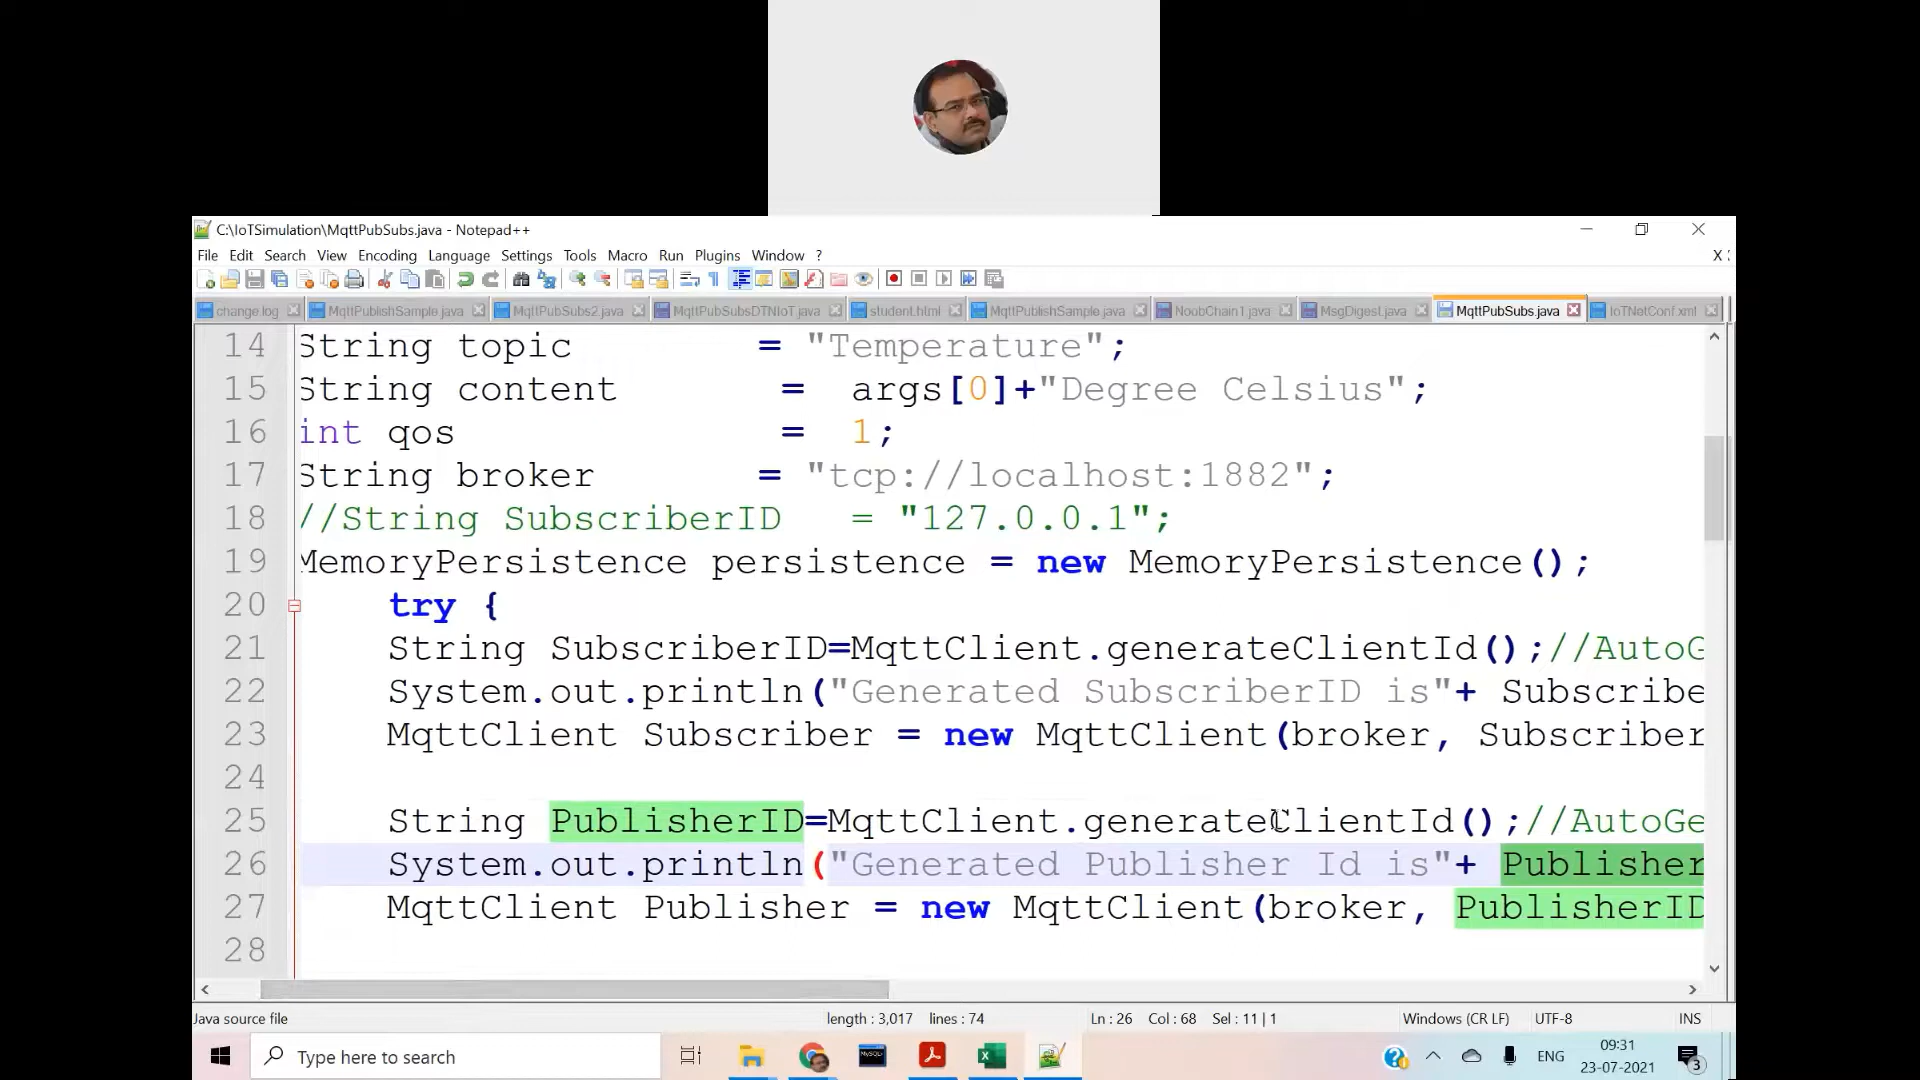 C:\IoTSimulation\MqttPubSubs.java - Notepad++
File Edit Search View Encoding Language Settings Tools Macro Run Plugins Window ? X
change.log MqttPublishSample.java MqttPubSubs2.java MqttPubSubsDTNIoT.java student.html MqttPublishSample.java NoobChain1.java MsgDigest.java MqttPubSubs.java IoTNetConf.xml
14 String topic = "Temperature";
15 String content = args[0]+"Degree Celsius";
16 int qos = 1;
17 String broker = "tcp://localhost:1882";
18 //String SubscriberID = "127.0.0.1";
19 MemoryPersistence persistence = new MemoryPersistence();
20 try {
21 String SubscriberID=MqttClient.generateClientId();//AutoG
22 System.out.println("Generated SubscriberID is"+ Subscribe
23 MqttClient Subscriber = new MqttClient(broker, Subscriber
24
25 String PublisherID=MqttClient.generateClientId();//AutoGe
26 System.out.println("Generated Publisher Id is"+ Publisher
27 MqttClient Publisher = new MqttClient(broker, PublisherID
28
Java source file length : 3,017 lines : 74 Ln : 26 Col : 68 Sel : 11 | 1 Windows (CR LF) UTF-8 INS
Type here to search MySQL ENG 09:31
23-07-2021 3